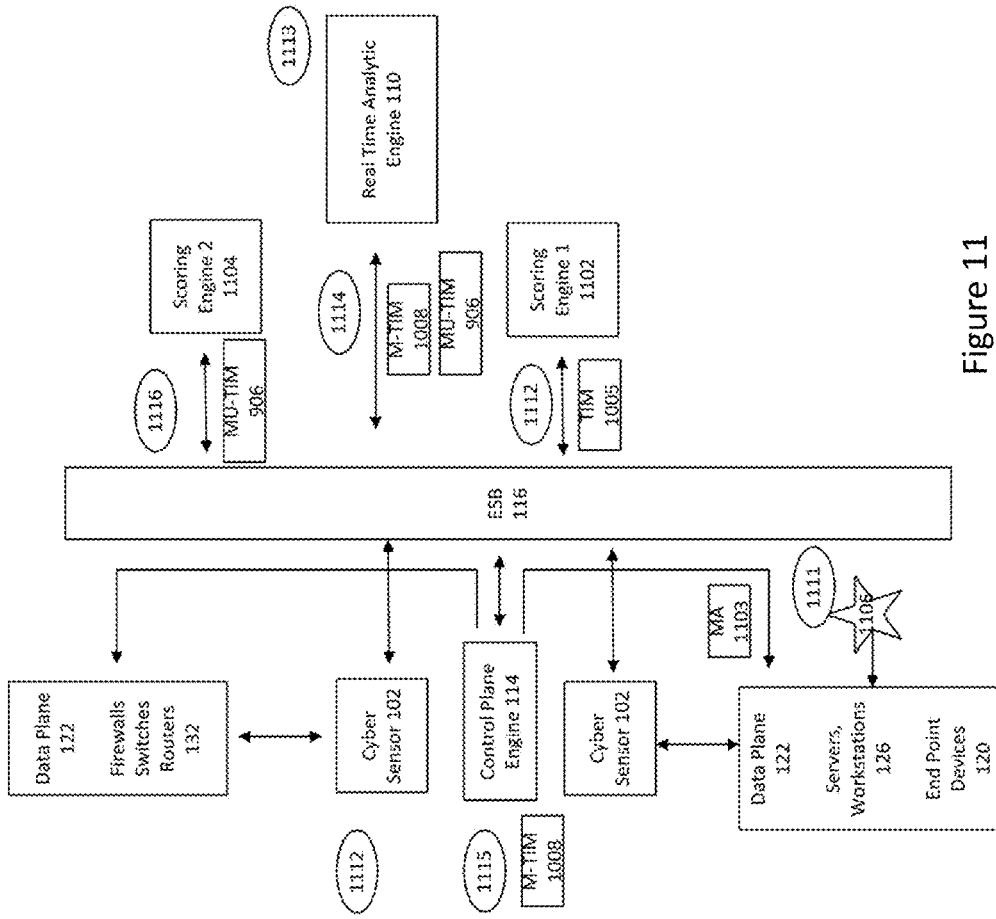 1113
Real Time Analytic
Engine 110
Scoring
Engine 2
1104
1114
M-TIM
1008
MU-TIM
906
Scoring
Engine 1
1102
1116
MU-TIM
906
1112
TIM
1005
ESB
116
Data Plane
122
Firewalls
Switches
Routers
132
Cyber
Sensor 102
Control Plane
Engine 114
Cyber
Sensor 102
MA
1103
1111
1106
Data Plane
122
Servers,
Workstations
126
End Point
Devices
120
1112
1115
M-TIM
1008
Figure 11